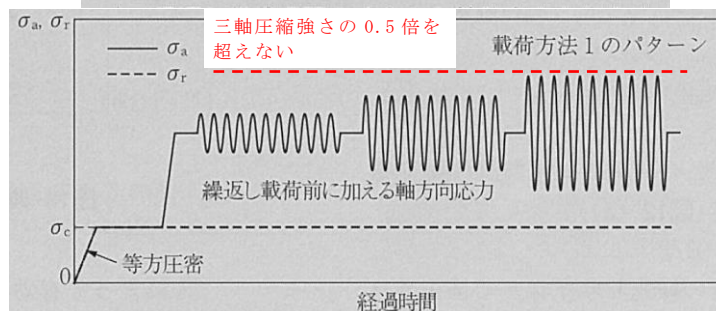 σa, σr
三軸圧縮強さの 0.5 倍を
超えない
載荷方法 1 のパターン
σa
σr
繰返し載荷前に加える軸方向応力
σc
等方圧密
0
経過時間